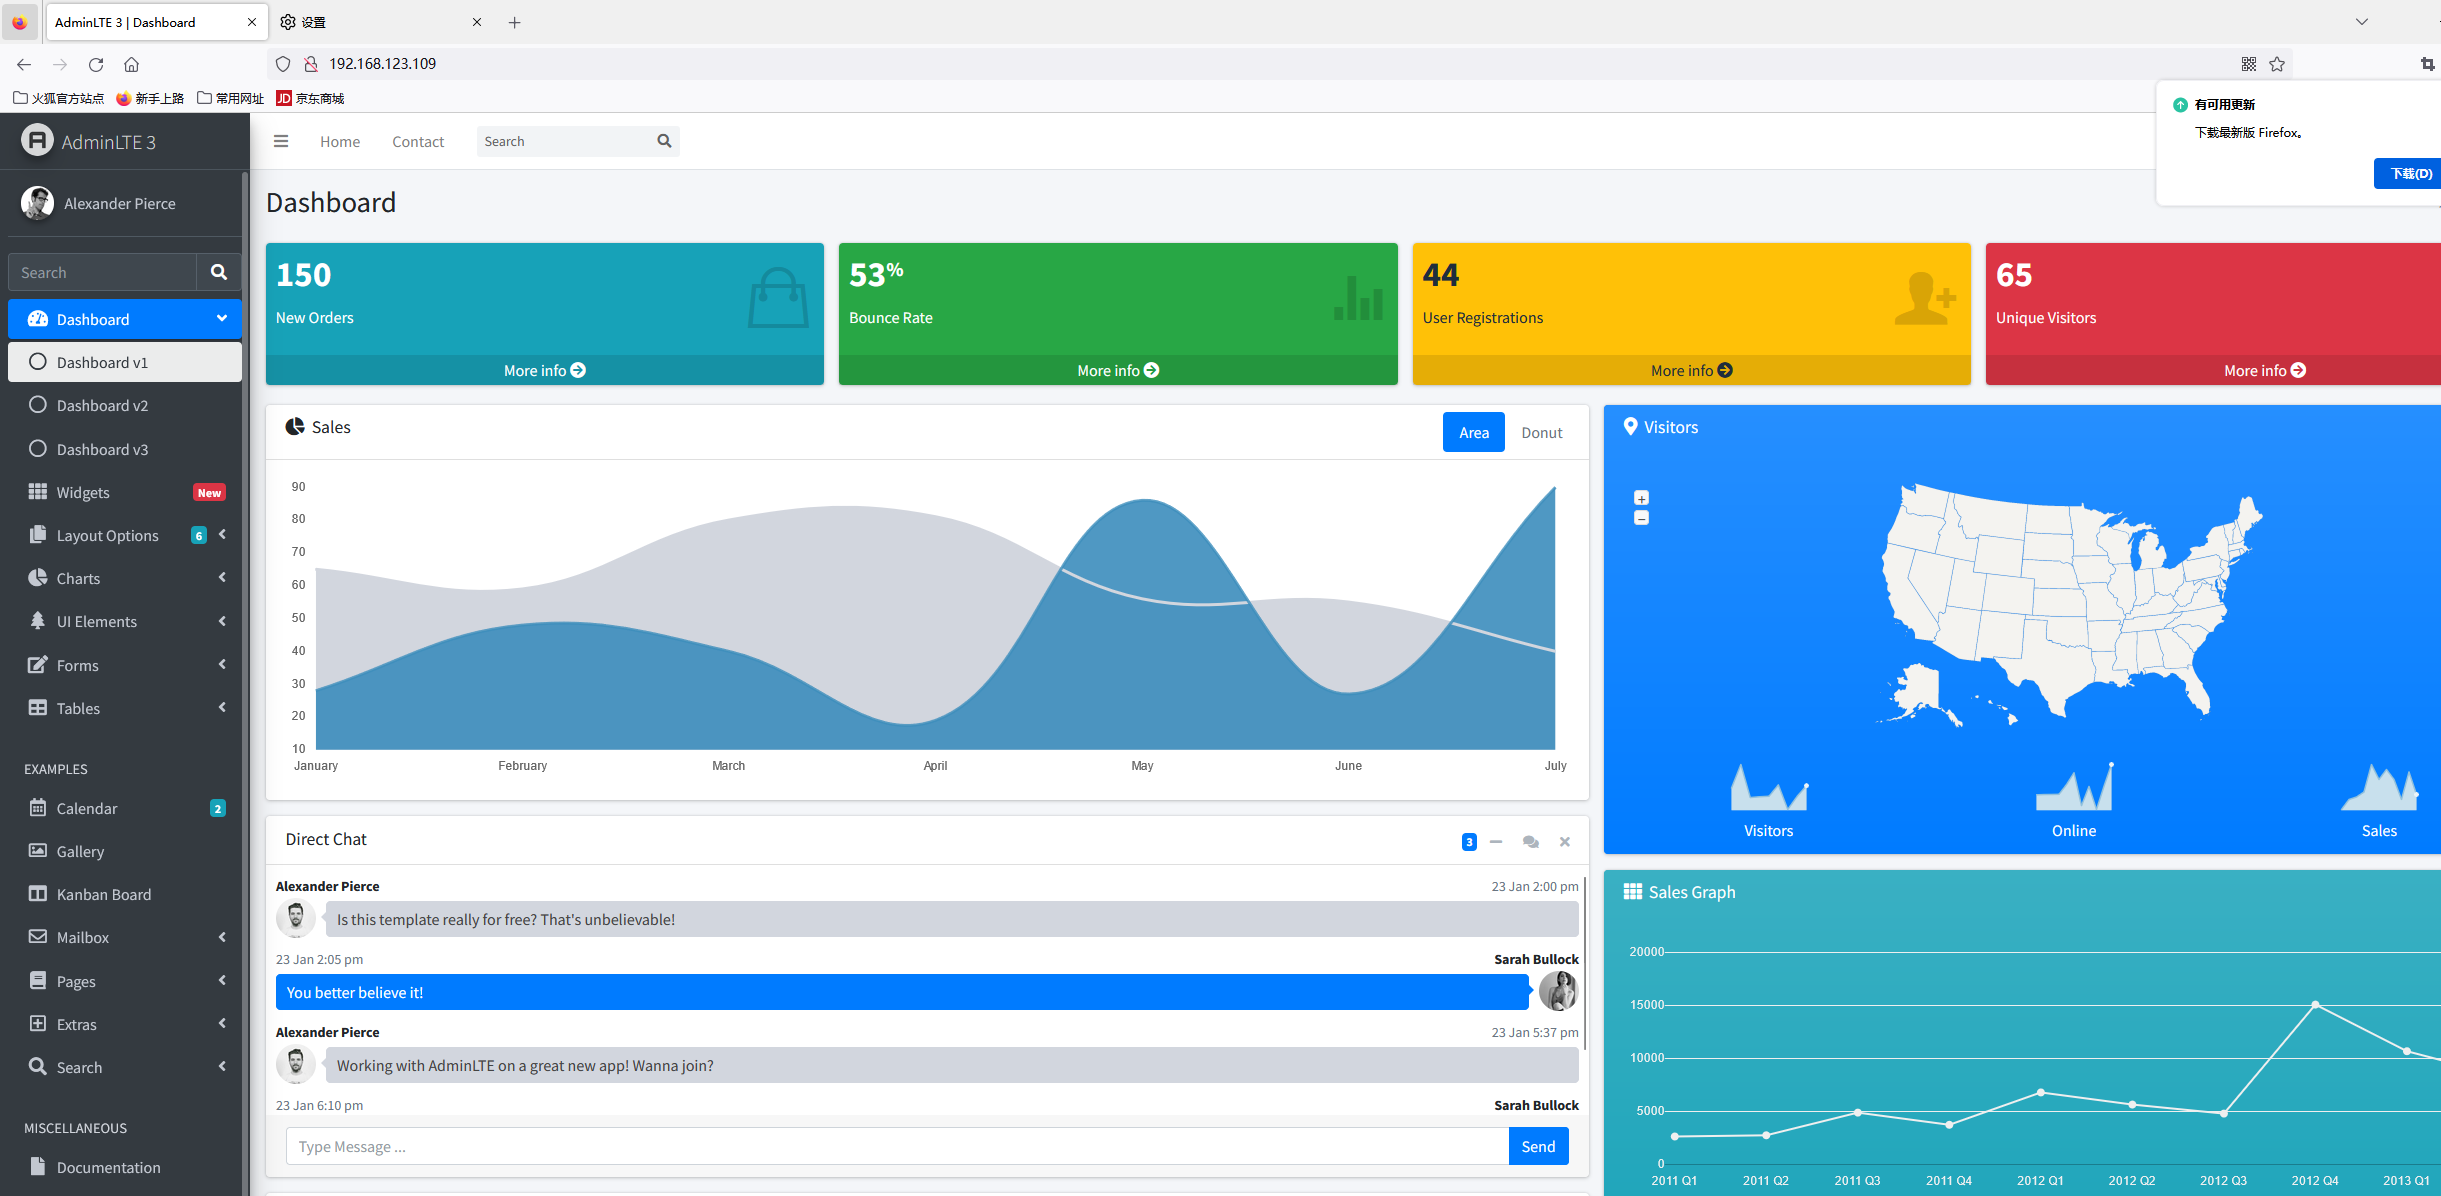 AdminLTE 3 | Dashboard
设置
192.168.123.109
火狐官方站点
新手上路
常用网址
JD 京东商城
有可用更新
下载最新版 Firefox。
下载(D)
AdminLTE 3
Home
Contact
Search
Alexander Pierce
Search
Dashboard
Dashboard v1
Dashboard v2
Dashboard v3
Widgets New
Layout Options 6
Charts
UI Elements
Forms
Tables
EXAMPLES
Calendar 2
Gallery
Kanban Board
Mailbox
Pages
Extras
Search
MISCELLANEOUS
Documentation
Dashboard
150
New Orders
More info
53%
Bounce Rate
More info
44
User Registrations
More info
65
Unique Visitors
More info
Sales
Area
Donut
90
80
70
60
50
40
30
20
10
January February March April May June July
Visitors
+
−
Visitors
Online
Sales
Direct Chat
3
Alexander Pierce 23 Jan 2:00 pm
Is this template really for free? That's unbelievable!
23 Jan 2:05 pm Sarah Bullock
You better believe it!
Alexander Pierce 23 Jan 5:37 pm
Working with AdminLTE on a great new app! Wanna join?
23 Jan 6:10 pm Sarah Bullock
Type Message ...
Send
Sales Graph
20000
15000
10000
5000
0
2011 Q1 2011 Q2 2011 Q3 2011 Q4 2012 Q1 2012 Q2 2012 Q3 2012 Q4 2013 Q1